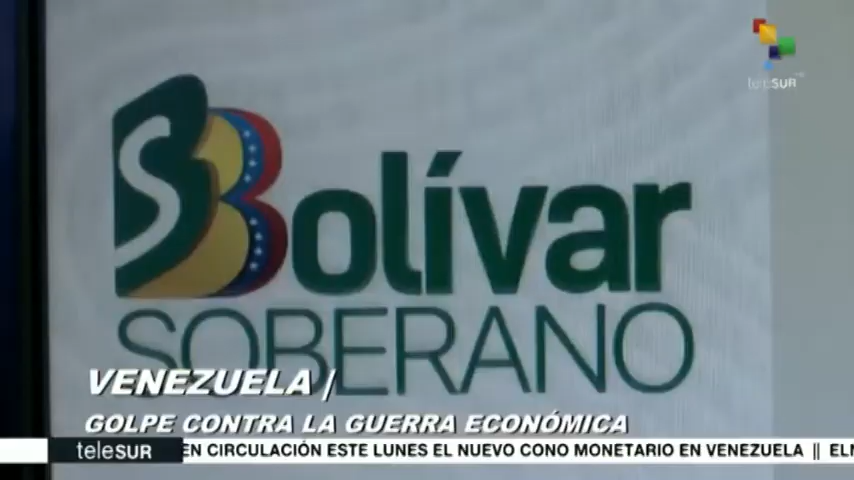 teleSUR
Bolívar
SOBERANO
VENEZUELA /
GOLPE CONTRA LA GUERRA ECONÓMICA
teleSUR EN CIRCULACIÓN ESTE LUNES EL NUEVO CONO MONETARIO EN VENEZUELA ||